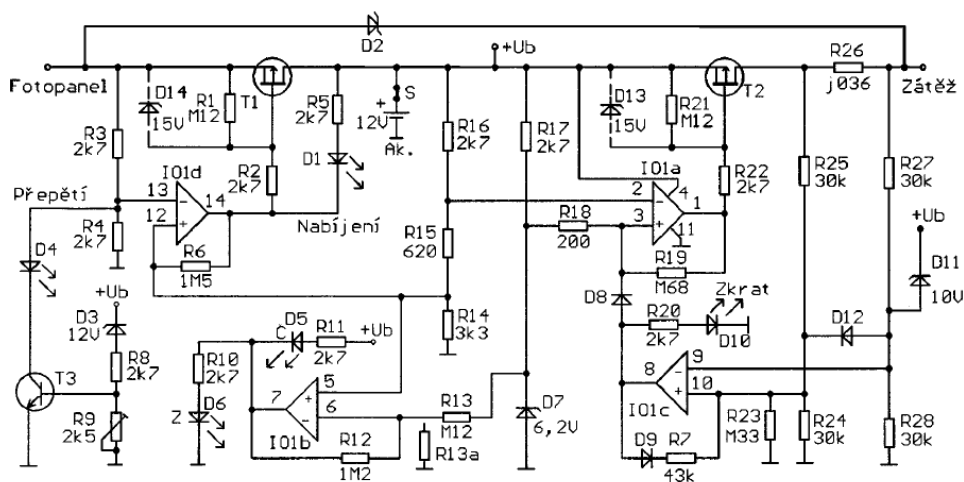 D2
+Ub
R26
j036
Fotopanel
Zátěž
D14
15V
R1
M12
T1
R5
2k7
S
+
12V
Ak.
R16
2k7
R17
2k7
D13
15V
R21
M12
T2
R3
2k7
R2
2k7
D1
IO1d
IO1a
R22
2k7
R25
30k
R27
30k
Přepětí
13
12
14
-
+
Nabíjení
2
3
4
1
11
-
+
R4
2k7
R18
200
R15
620
R6
1M5
R19
M68
+Ub
D11
10V
D4
+Ub
D3
12V
D8
Zkrat
R20
2k7
D10
D12
R14
3k3
D5
C
R11
2k7
+Ub
R8
2k7
R10
2k7
T3
Z
D6
7
5
6
+
-
IO1b
R13
M12
D7
6,2V
8
9
10
-
+
IO1c
R23
M33
R24
30k
R28
30k
R9
2k5
R12
1M2
R13a
D9
R7
43k